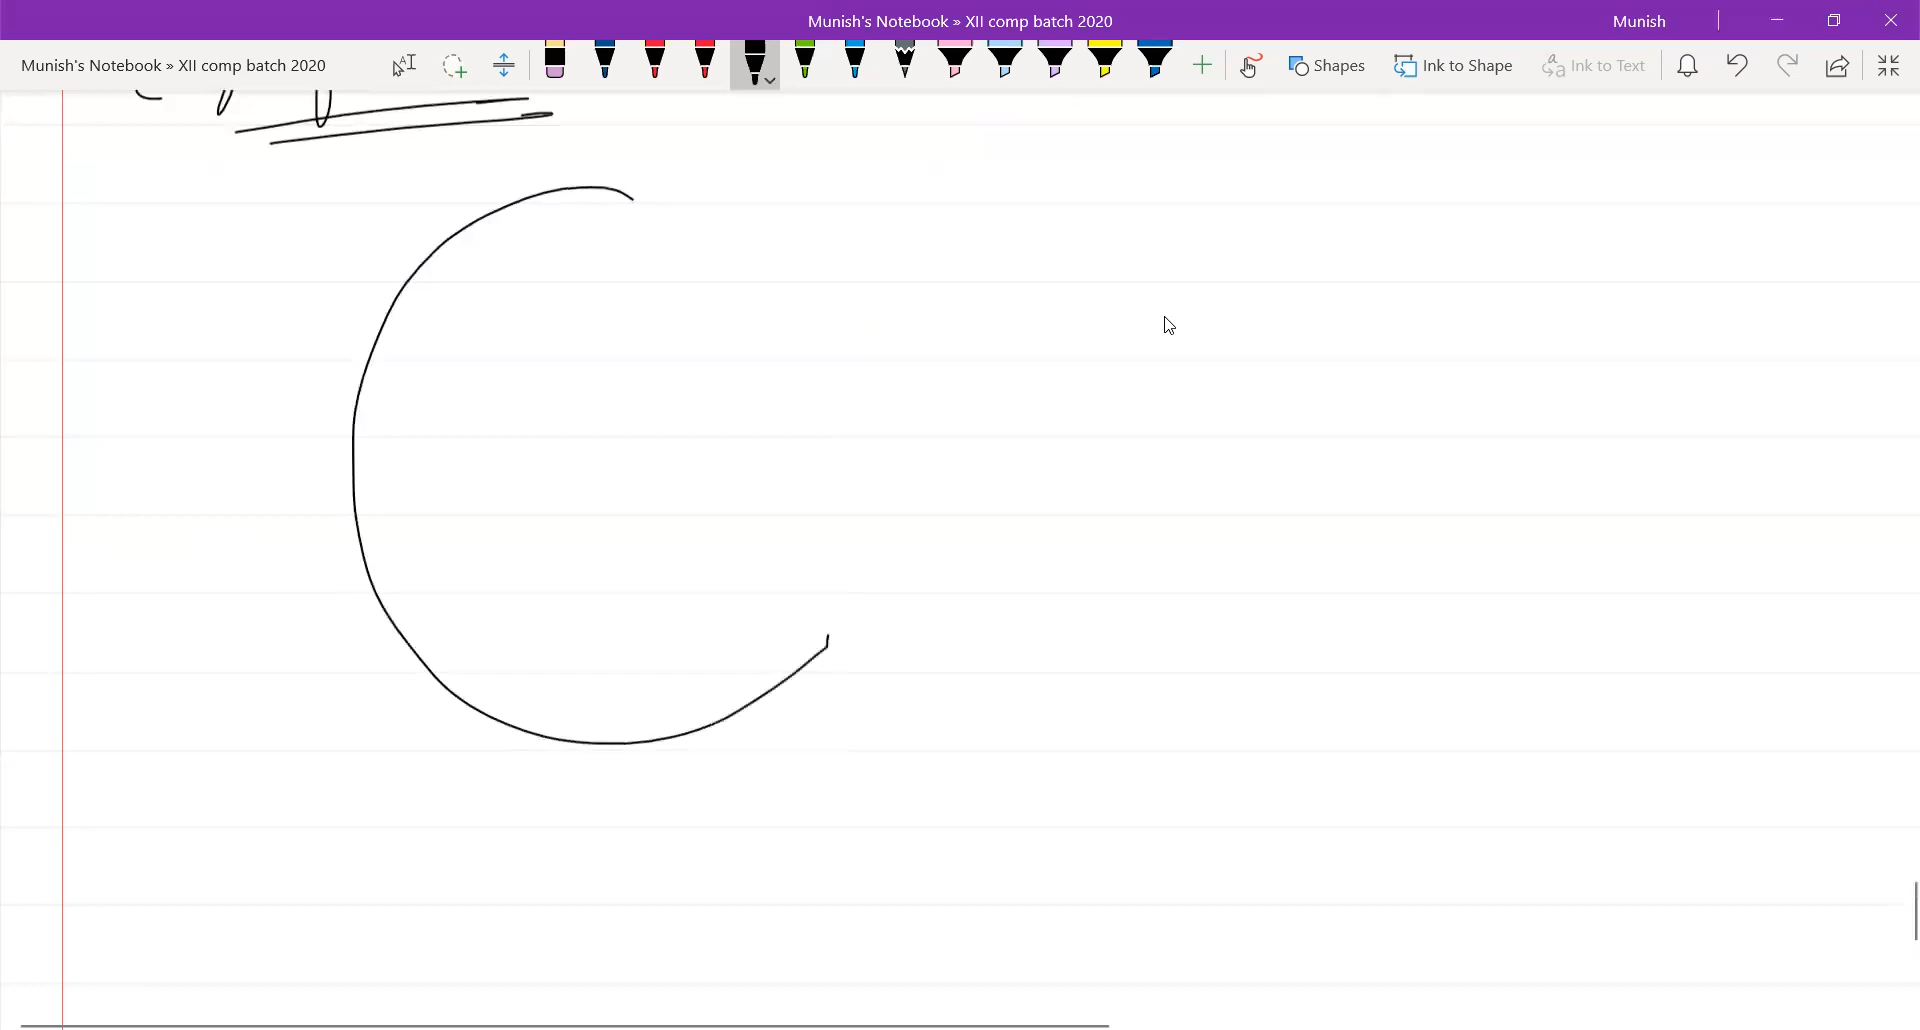 Munish's Notebook » XII comp batch 2020
Munish
Munish's Notebook » XII comp batch 2020
Shapes
Ink to Shape
Ink to Text